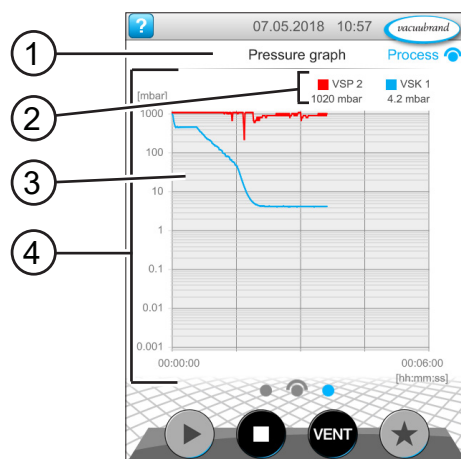 ? 07.05.2018 10:57 vacuubrand
1 Pressure graph Process
2 VSP 2 VSK 1
1020 mbar 4.2 mbar
[mbar]
1000
100
3 10
4 1
0.1
0.01
0.001
00:00:00 00:06:00
[hh:mm:ss]
VENT